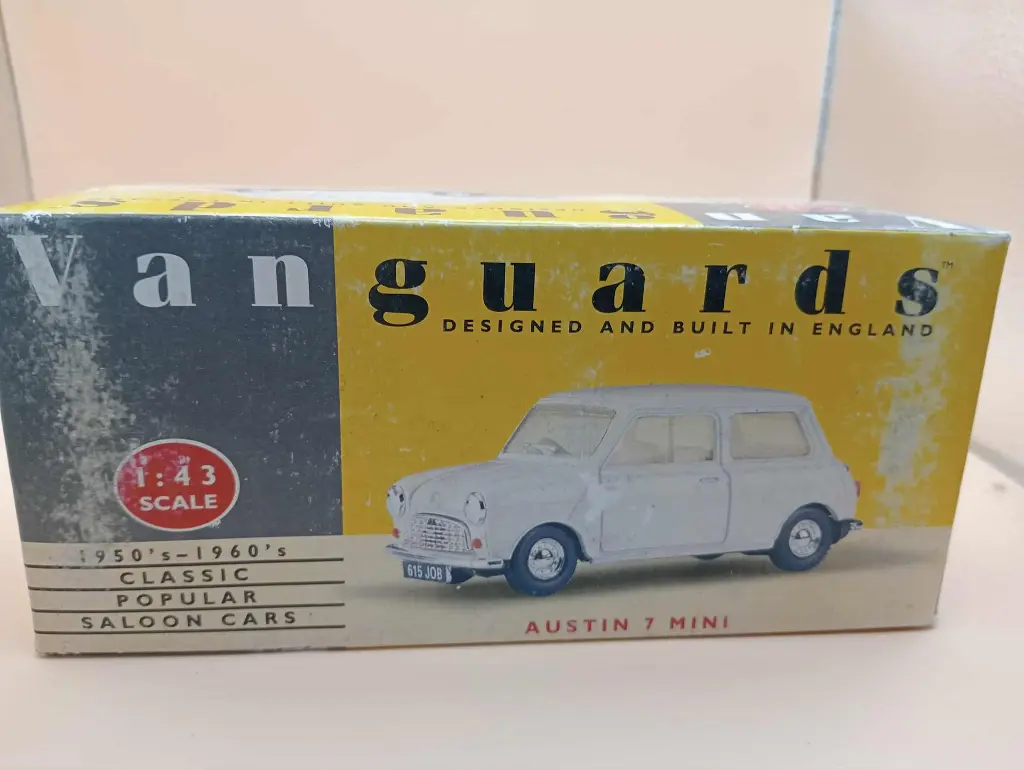 Vanguards™
DESIGNED AND BUILT IN ENGLAND
1:43
SCALE
1950's–1960's
CLASSIC
POPULAR
SALOON CARS
615 JOB
AUSTIN 7 MINI